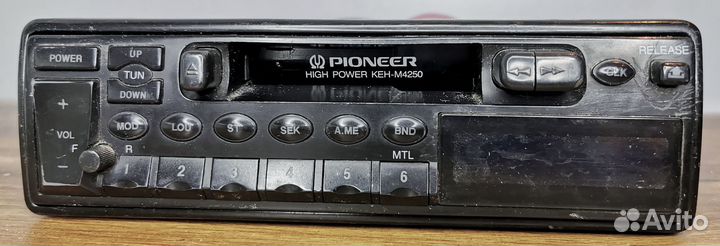 POWER
UP
TUN
DOWN
PIONEER
HIGH POWER KEH-M4250
RELEASE
CLK
+
VOL
F
R
−
MOD
LOU
ST
SEK
A.ME
BND
MTL
1
2
3
4
5
6
Avito